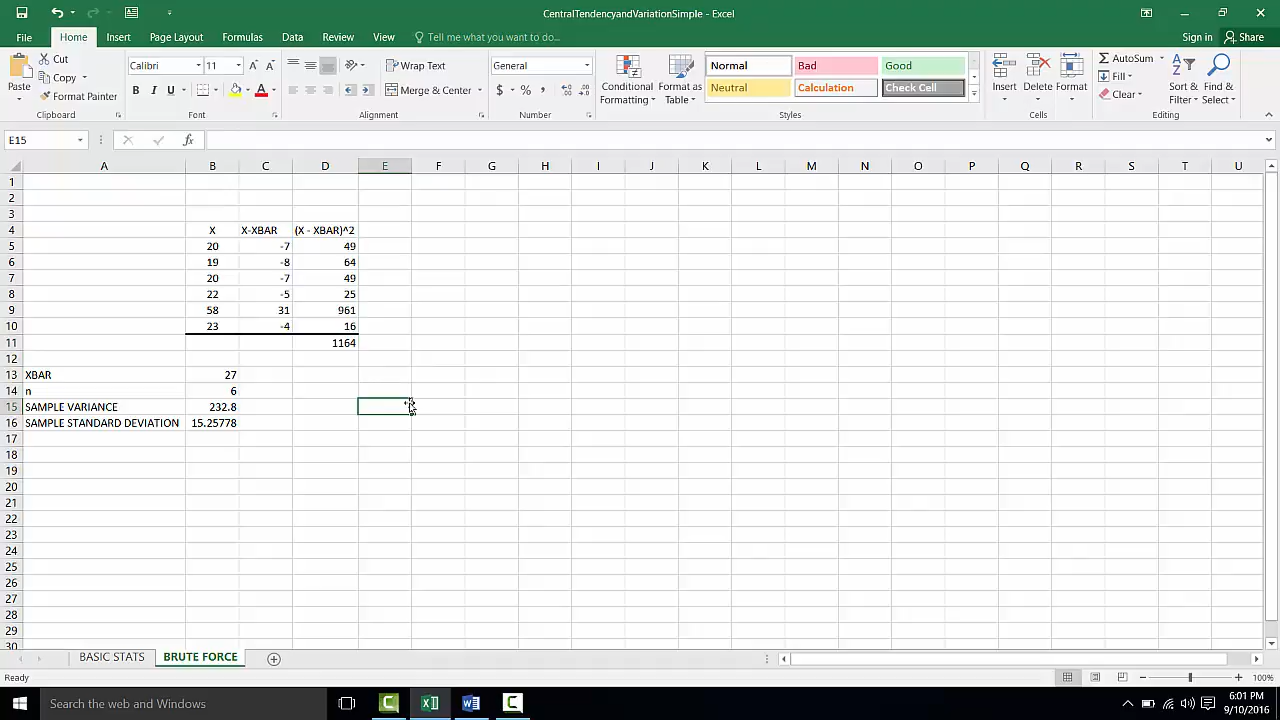 CentralTendencyandVariationSimple - Excel
File Home Insert Page Layout Formulas Data Review View Tell me what you want to do... Sign in Share
Paste Cut Copy Format Painter
Calibri 11
B I U
Wrap Text
Merge & Center
General
$ % ,
Conditional Formatting Format as Table
Normal Bad Good
Neutral Calculation Check Cell
Insert Delete Format
AutoSum
Fill
Clear
Sort & Filter Find & Select
Clipboard Font Alignment Number Styles Cells Editing
E15 fx
A B C D E F G H I J K L M N O P Q R S T U
1
2
3
4 X X-XBAR (X - XBAR)^2
5 20 -7 49
6 19 -8 64
7 20 -7 49
8 22 -5 25
9 58 31 961
10 23 -4 16
11 1164
12
13 XBAR 27
14 n 6
15 SAMPLE VARIANCE 232.8
16 SAMPLE STANDARD DEVIATION 15.25778
17
18
19
20
21
22
23
24
25
26
27
28
29
30
BASIC STATS BRUTE FORCE
Ready 100%
Search the web and Windows 6:01 PM
9/10/2016